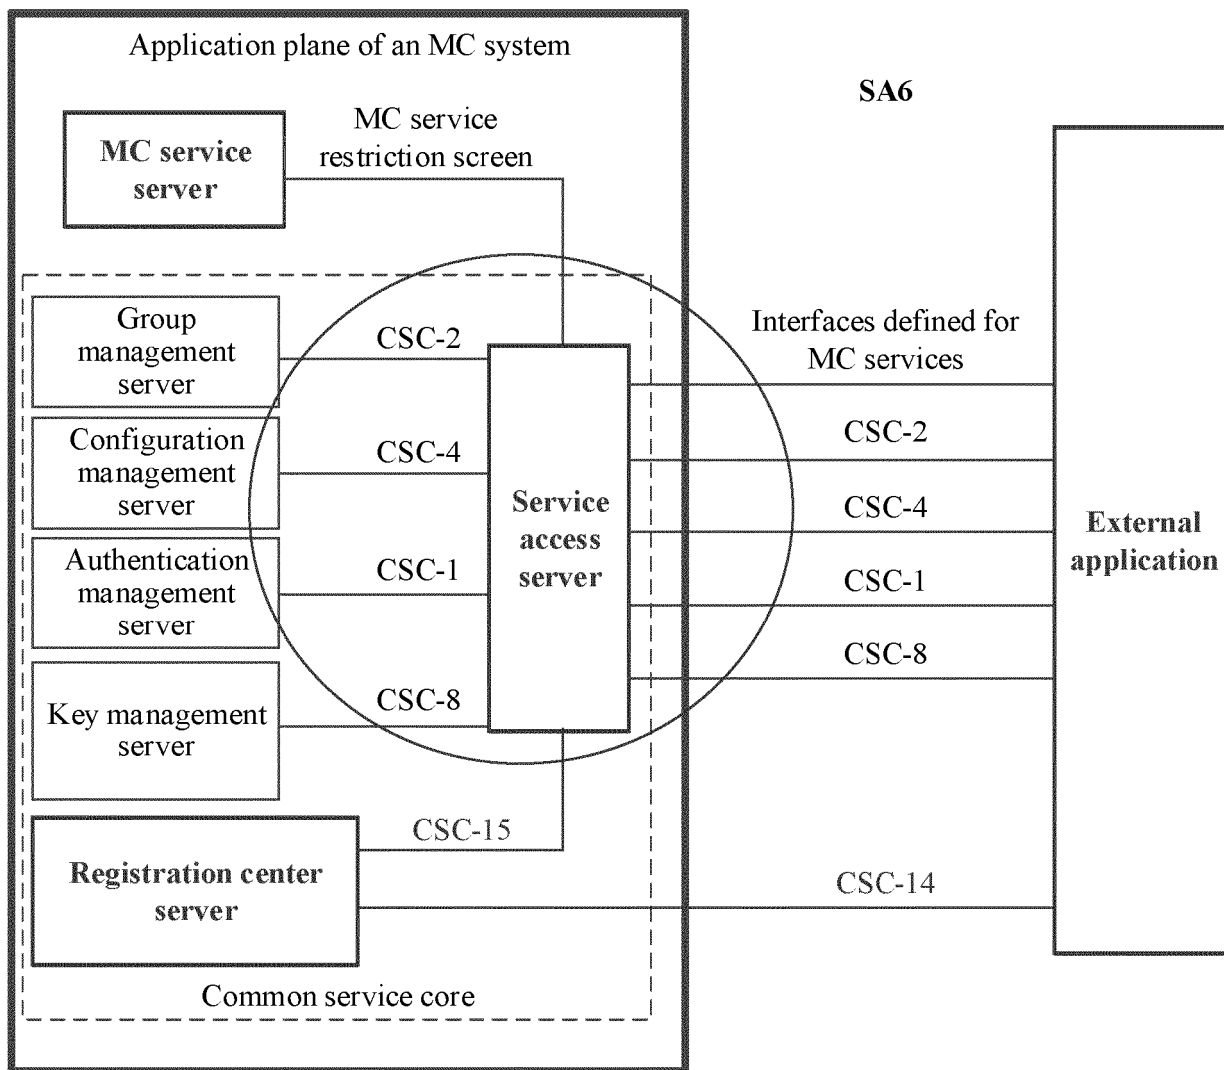 Application plane of an MC system
SA6
MC service
server
MC service
restriction screen
Group
management
server
CSC-2
Configuration
management
server
CSC-4
Authentication
management
server
CSC-1
Key management
server
CSC-8
Service
access
server
Interfaces defined for
MC services
CSC-2
CSC-4
CSC-1
CSC-8
External
application
Registration center
server
CSC-15
CSC-14
Common service core